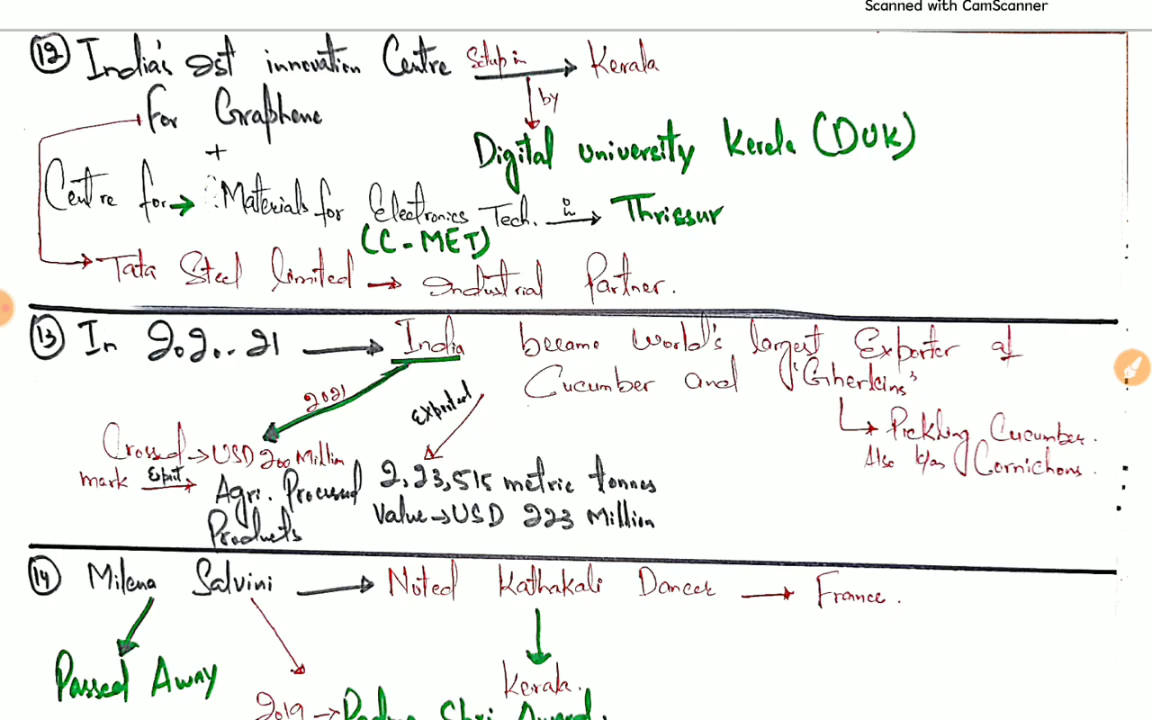 Scanned with CamScanner
12 India's 1st innovation Centre Setup in → Kerala
For Graphene
by
Digital University Kerala (DUK)
+
Centre for → Materials for Electronics Tech. in → Thrissur
(C-MET)
→ Tata Steel limited → Industrial Partner.
13 In 2020-21 → India became World's largest Exporter of
Cucumber and 'Gherkins'
2021
Exported
↳ Pickling Cucumber.
Also k/as Cornichons.
Crossed → USD 200 Million
mark Export → Agri. Processed Products
2,23,515 metric tonnes
Value → USD 223 Million
14 Milena Salvini → Noted Kathakali Dancer → France.
Passed Away
Kerala.
2019 → Padma Shri Award.